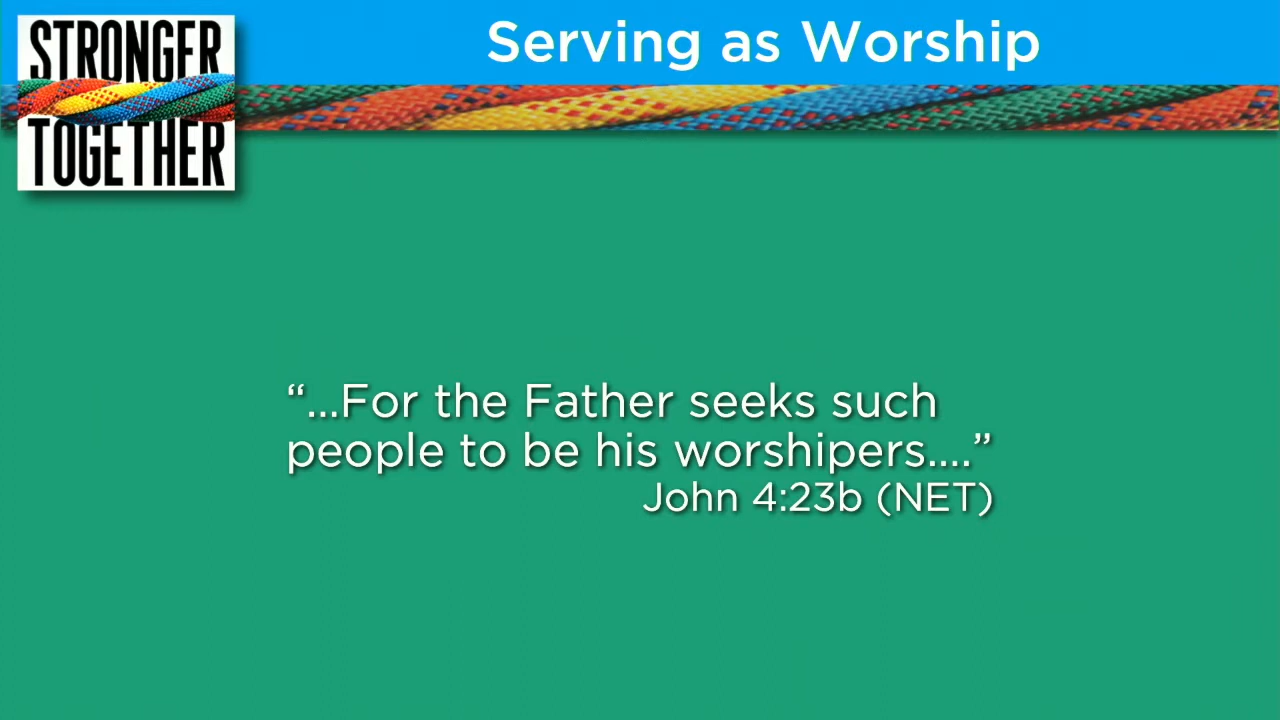 STRONGER
TOGETHER
Serving as Worship
“...For the Father seeks such
people to be his worshipers....”
John 4:23b (NET)